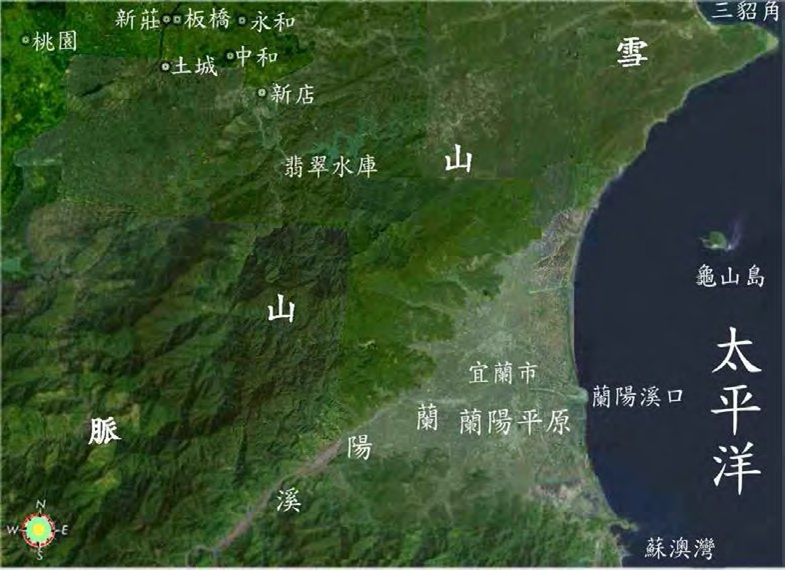 三貂角
新莊 板橋 永和
桃園
中和
土城
新店
雪山山脈
翡翠水庫
龜山島
太平洋
宜蘭市
蘭陽溪口
蘭陽平原
蘭陽溪
蘇澳灣
N
W E
S